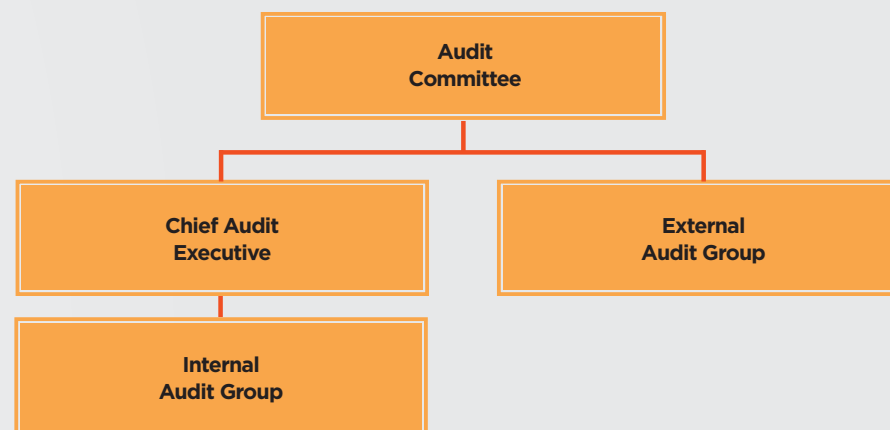 Audit
Committee
Chief Audit
Executive
External
Audit Group
Internal
Audit Group